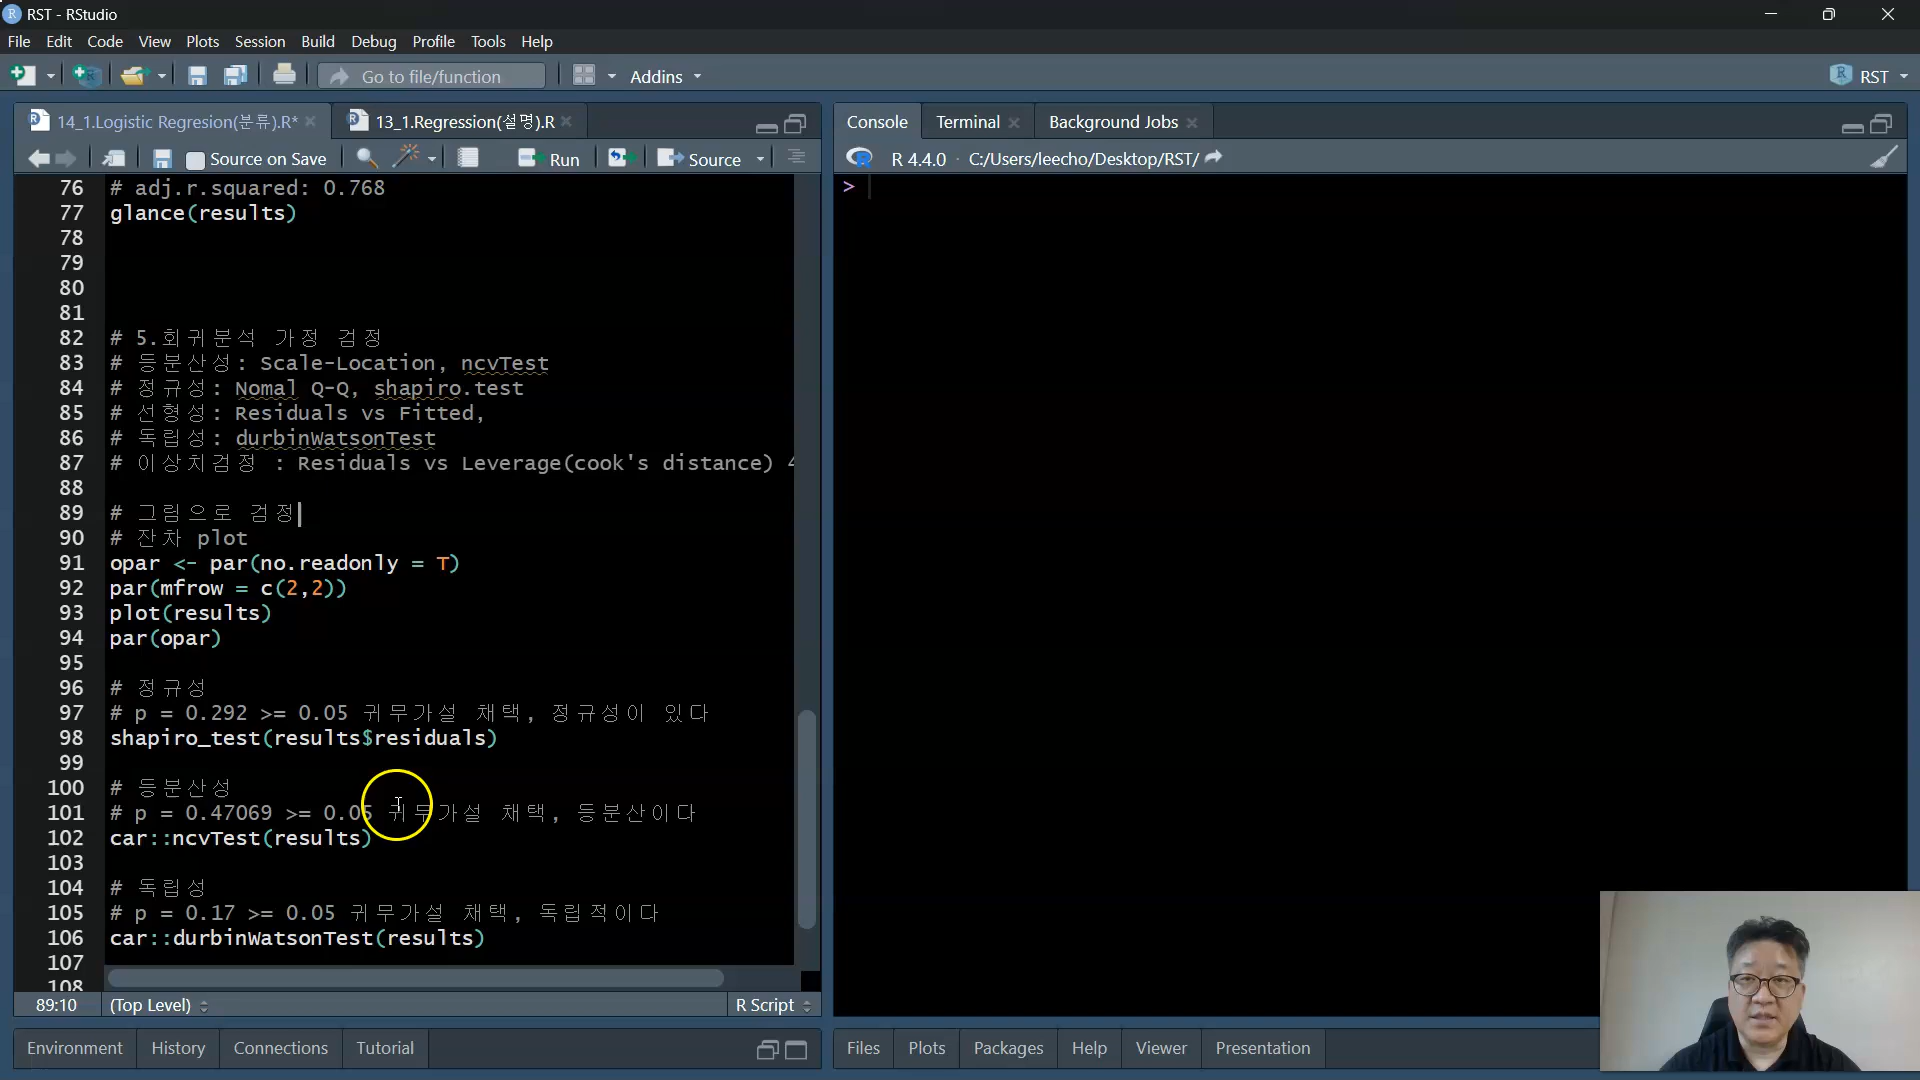 RST - RStudio
File Edit Code View Plots Session Build Debug Profile Tools Help
Go to file/function Addins RST
14_1.Logistic Regresion(분류).R* 13_1.Regression(설명).R
Source on Save Run Source
76 # adj.r.squared: 0.768
77 glance(results)
78
79
80
81
82 # 5.회귀분석 가정 검정
83 # 등분산성: Scale-Location, ncvTest
84 # 정규성: Nomal Q-Q, shapiro.test
85 # 선형성: Residuals vs Fitted,
86 # 독립성: durbinWatsonTest
87 # 이상치검정 : Residuals vs Leverage(cook's distance) 4
88
89 # 그림으로 검정
90 # 잔차 plot
91 opar <- par(no.readonly = T)
92 par(mfrow = c(2,2))
93 plot(results)
94 par(opar)
95
96 # 정규성
97 # p = 0.292 >= 0.05 귀무가설 채택, 정규성이 있다
98 shapiro_test(results$residuals)
99
100 # 등분산성
101 # p = 0.47069 >= 0.05 귀무가설 채택, 등분산이다
102 car::ncvTest(results)
103
104 # 독립성
105 # p = 0.17 >= 0.05 귀무가설 채택, 독립적이다
106 car::durbinWatsonTest(results)
107
108
89:10 (Top Level) R Script
Environment History Connections Tutorial
Console Terminal Background Jobs
R 4.4.0 · C:/Users/leecho/Desktop/RST/
>
Files Plots Packages Help Viewer Presentation